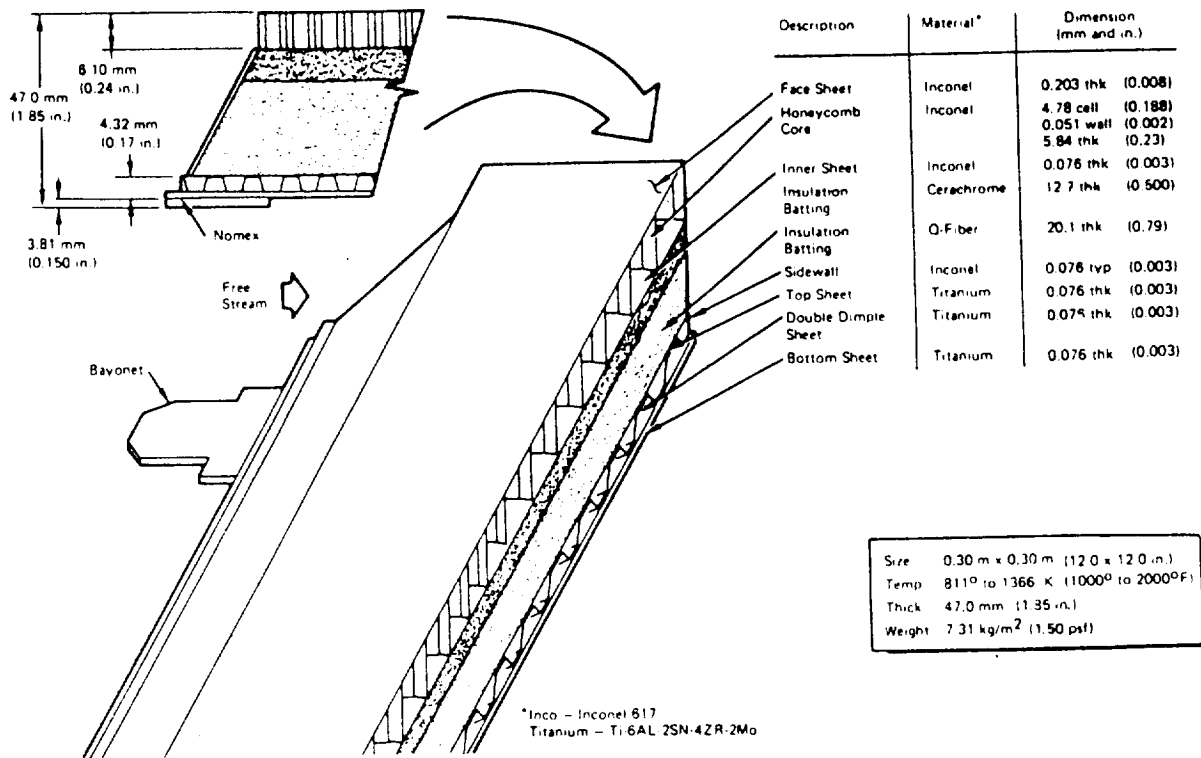 6.10 mm
(0.24 in.)
47.0 mm
(1.85 in.)
4.32 mm
(0.17 in.)
Nomex
3.81 mm
(0.150 in.)
Free
Stream
Bayonet
Description Material* Dimension
(mm and in.)
Face Sheet Inconel 0.203 thk (0.008)
Honeycomb Inconel 4.78 cell (0.188)
Core 0.051 wall (0.002)
5.84 thk (0.23)
Inner Sheet Inconel 0.076 thk (0.003)
Insulation Cerachrome 12.7 thk (0.500)
Batting
Insulation Q-Fiber 20.1 thk (0.79)
Batting
Sidewall Inconel 0.076 typ (0.003)
Top Sheet Titanium 0.076 thk (0.003)
Double Dimple Titanium 0.076 thk (0.003)
Sheet
Bottom Sheet Titanium 0.076 thk (0.003)
Size 0.30 m x 0.30 m (12.0 x 12.0 in.)
Temp 811° to 1366 K (1000° to 2000°F)
Thick 47.0 mm (1.85 in.)
Weight 7.31 kg/m² (1.50 psf)
*Inco – Inconel 617
Titanium – Ti-6AL-2SN-4ZR-2Mo